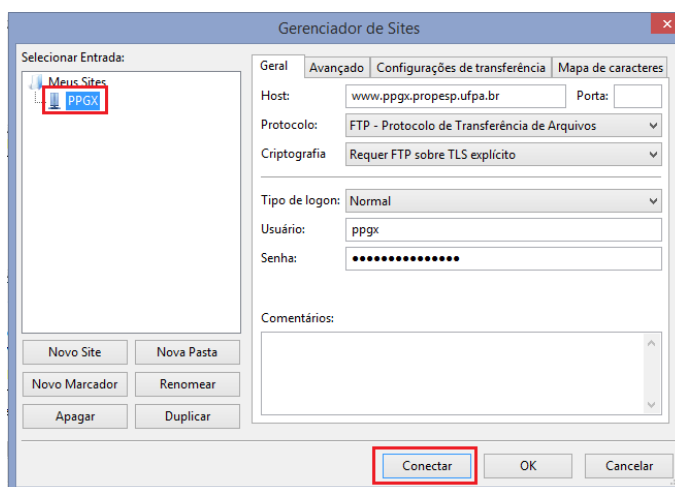 Gerenciador de Sites
Selecionar Entrada:
Meus Sites
PPGX
Novo Site Nova Pasta
Novo Marcador Renomear
Apagar Duplicar
Geral Avançado Configurações de transferência Mapa de caracteres
Host: www.ppgx.propesp.ufpa.br Porta:
Protocolo: FTP - Protocolo de Transferência de Arquivos
Criptografia Requer FTP sobre TLS explícito
Tipo de logon: Normal
Usuário: ppgx
Senha: •••••••••••••••
Comentários:
Conectar OK Cancelar